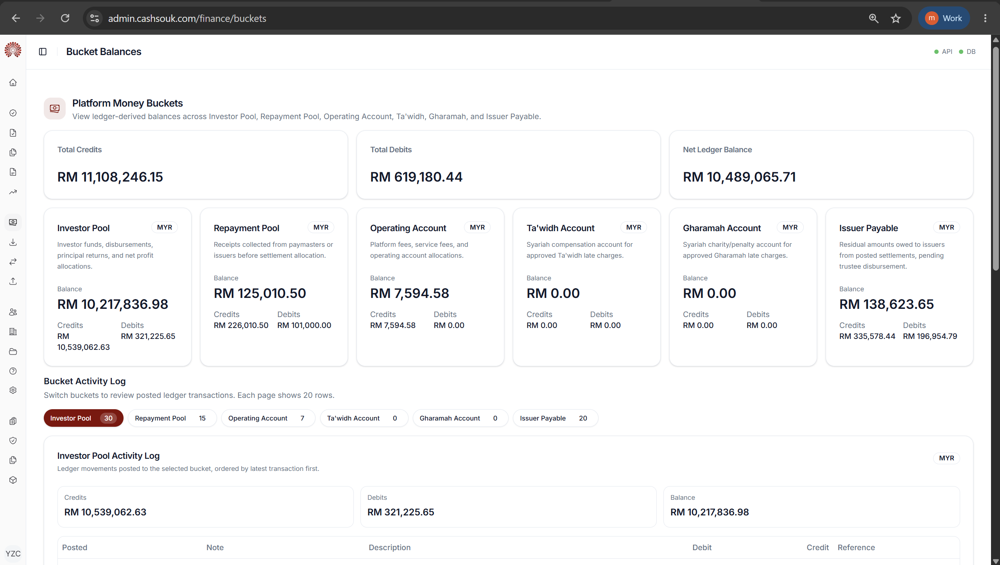 admin.cashsouk.com/finance/buckets
m Work
Bucket Balances
API DB
Platform Money Buckets
View ledger-derived balances across Investor Pool, Repayment Pool, Operating Account, Ta'widh, Gharamah, and Issuer Payable.
Total Credits
RM 11,108,246.15
Total Debits
RM 619,180.44
Net Ledger Balance
RM 10,489,065.71
Investor Pool MYR
Investor funds, disbursements,
principal returns, and net profit
allocations.
Balance
RM 10,217,836.98
Credits Debits
RM RM 321,225.65
10,539,062.63
Repayment Pool MYR
Receipts collected from paymasters or
issuers before settlement allocation.
Balance
RM 125,010.50
Credits Debits
RM 226,010.50 RM 101,000.00
Operating Account MYR
Platform fees, service fees, and
operating account allocations.
Balance
RM 7,594.58
Credits Debits
RM 7,594.58 RM 0.00
Ta'widh Account MYR
Syariah compensation account for
approved Ta'widh late charges.
Balance
RM 0.00
Credits Debits
RM 0.00 RM 0.00
Gharamah Account MYR
Syariah charity/penalty account for
approved Gharamah late charges.
Balance
RM 0.00
Credits Debits
RM 0.00 RM 0.00
Issuer Payable MYR
Residual amounts owed to issuers
from posted settlements, pending
trustee disbursement.
Balance
RM 138,623.65
Credits Debits
RM 335,578.44 RM 196,954.79
Bucket Activity Log
Switch buckets to review posted ledger transactions. Each page shows 20 rows.
Investor Pool 30 Repayment Pool 15 Operating Account 7 Ta'widh Account 0 Gharamah Account 0 Issuer Payable 20
Investor Pool Activity Log MYR
Ledger movements posted to the selected bucket, ordered by latest transaction first.
Credits
RM 10,539,062.63
Debits
RM 321,225.65
Balance
RM 10,217,836.98
Posted Note Description Debit Credit Reference
YZC